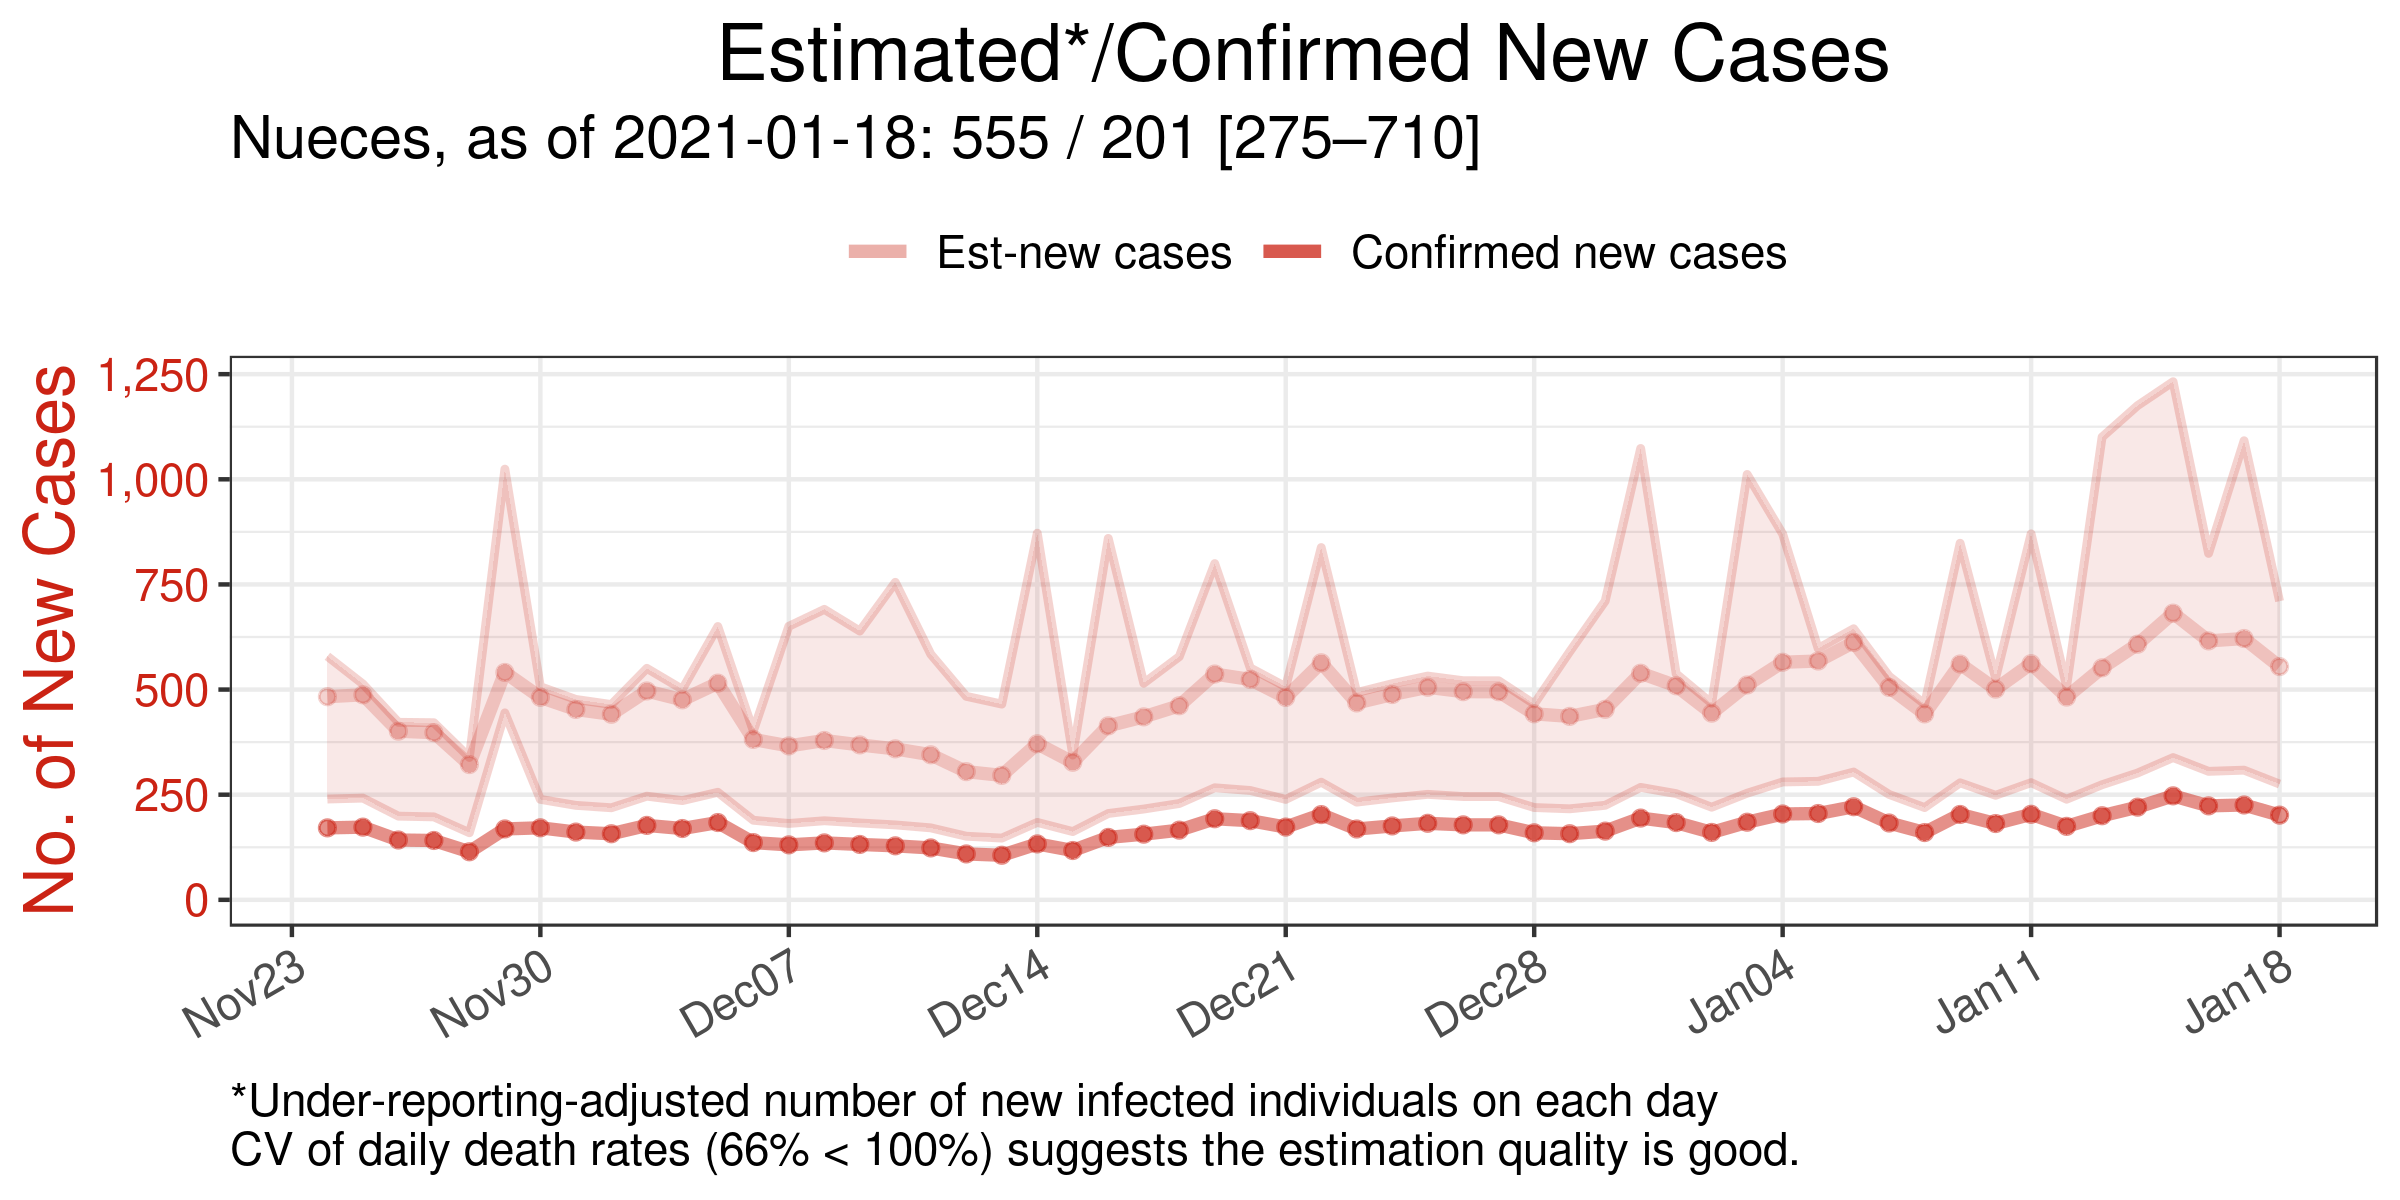 Estimated*/Confirmed New Cases
Nueces, as of 2021-01-18: 555 / 201 [275–710]
Est-new cases Confirmed new cases
No. of New Cases
1,250
1,000
750
500
250
0
Nov23 Nov30 Dec07 Dec14 Dec21 Dec28 Jan04 Jan11 Jan18
*Under-reporting-adjusted number of new infected individuals on each day
CV of daily death rates (66% < 100%) suggests the estimation quality is good.